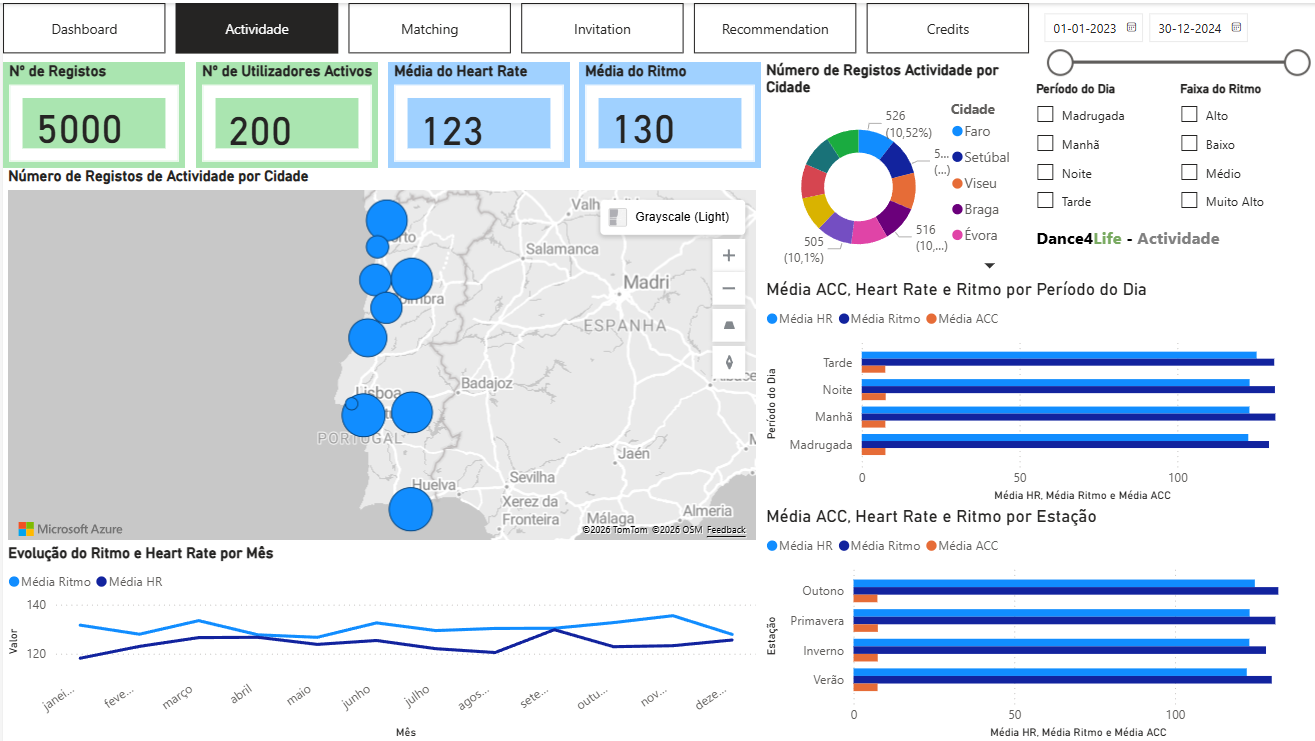 Dashboard
Actividade
Matching
Invitation
Recommendation
Credits
01-01-2023
30-12-2024
Nº de Registos
5000
Nº de Utilizadores Activos
200
Média do Heart Rate
123
Média do Ritmo
130
Número de Registos Actividade por
Cidade
526
(10,52%)
5...
(...)
516
(10,...)
505
(10,1%)
Cidade
Faro
Setúbal
Viseu
Braga
Évora
Período do Dia
Madrugada
Manhã
Noite
Tarde
Faixa do Ritmo
Alto
Baixo
Médio
Muito Alto
Dance4Life - Actividade
Número de Registos de Actividade por Cidade
Grayscale (Light)
Salamanca
Madri
ESPANHA
Badajoz
Lisboa
PORTUGAL
Jaén
Huelva
Sevilha
Xerez da
Fronteira
Málaga
Almeria
Microsoft Azure
©2026 TomTom ©2026 OSM Feedback
Média ACC, Heart Rate e Ritmo por Período do Dia
Média HR
Média Ritmo
Média ACC
Período do Dia
Tarde
Noite
Manhã
Madrugada
0
50
100
Média HR, Média Ritmo e Média ACC
Média ACC, Heart Rate e Ritmo por Estação
Média HR
Média Ritmo
Média ACC
Estação
Outono
Primavera
Inverno
Verão
0
50
100
Média HR, Média Ritmo e Média ACC
Evolução do Ritmo e Heart Rate por Mês
Média Ritmo
Média HR
Valor
140
120
janei...
feve...
março
abril
maio
junho
julho
agos...
sete...
outu...
nov...
deze...
Mês